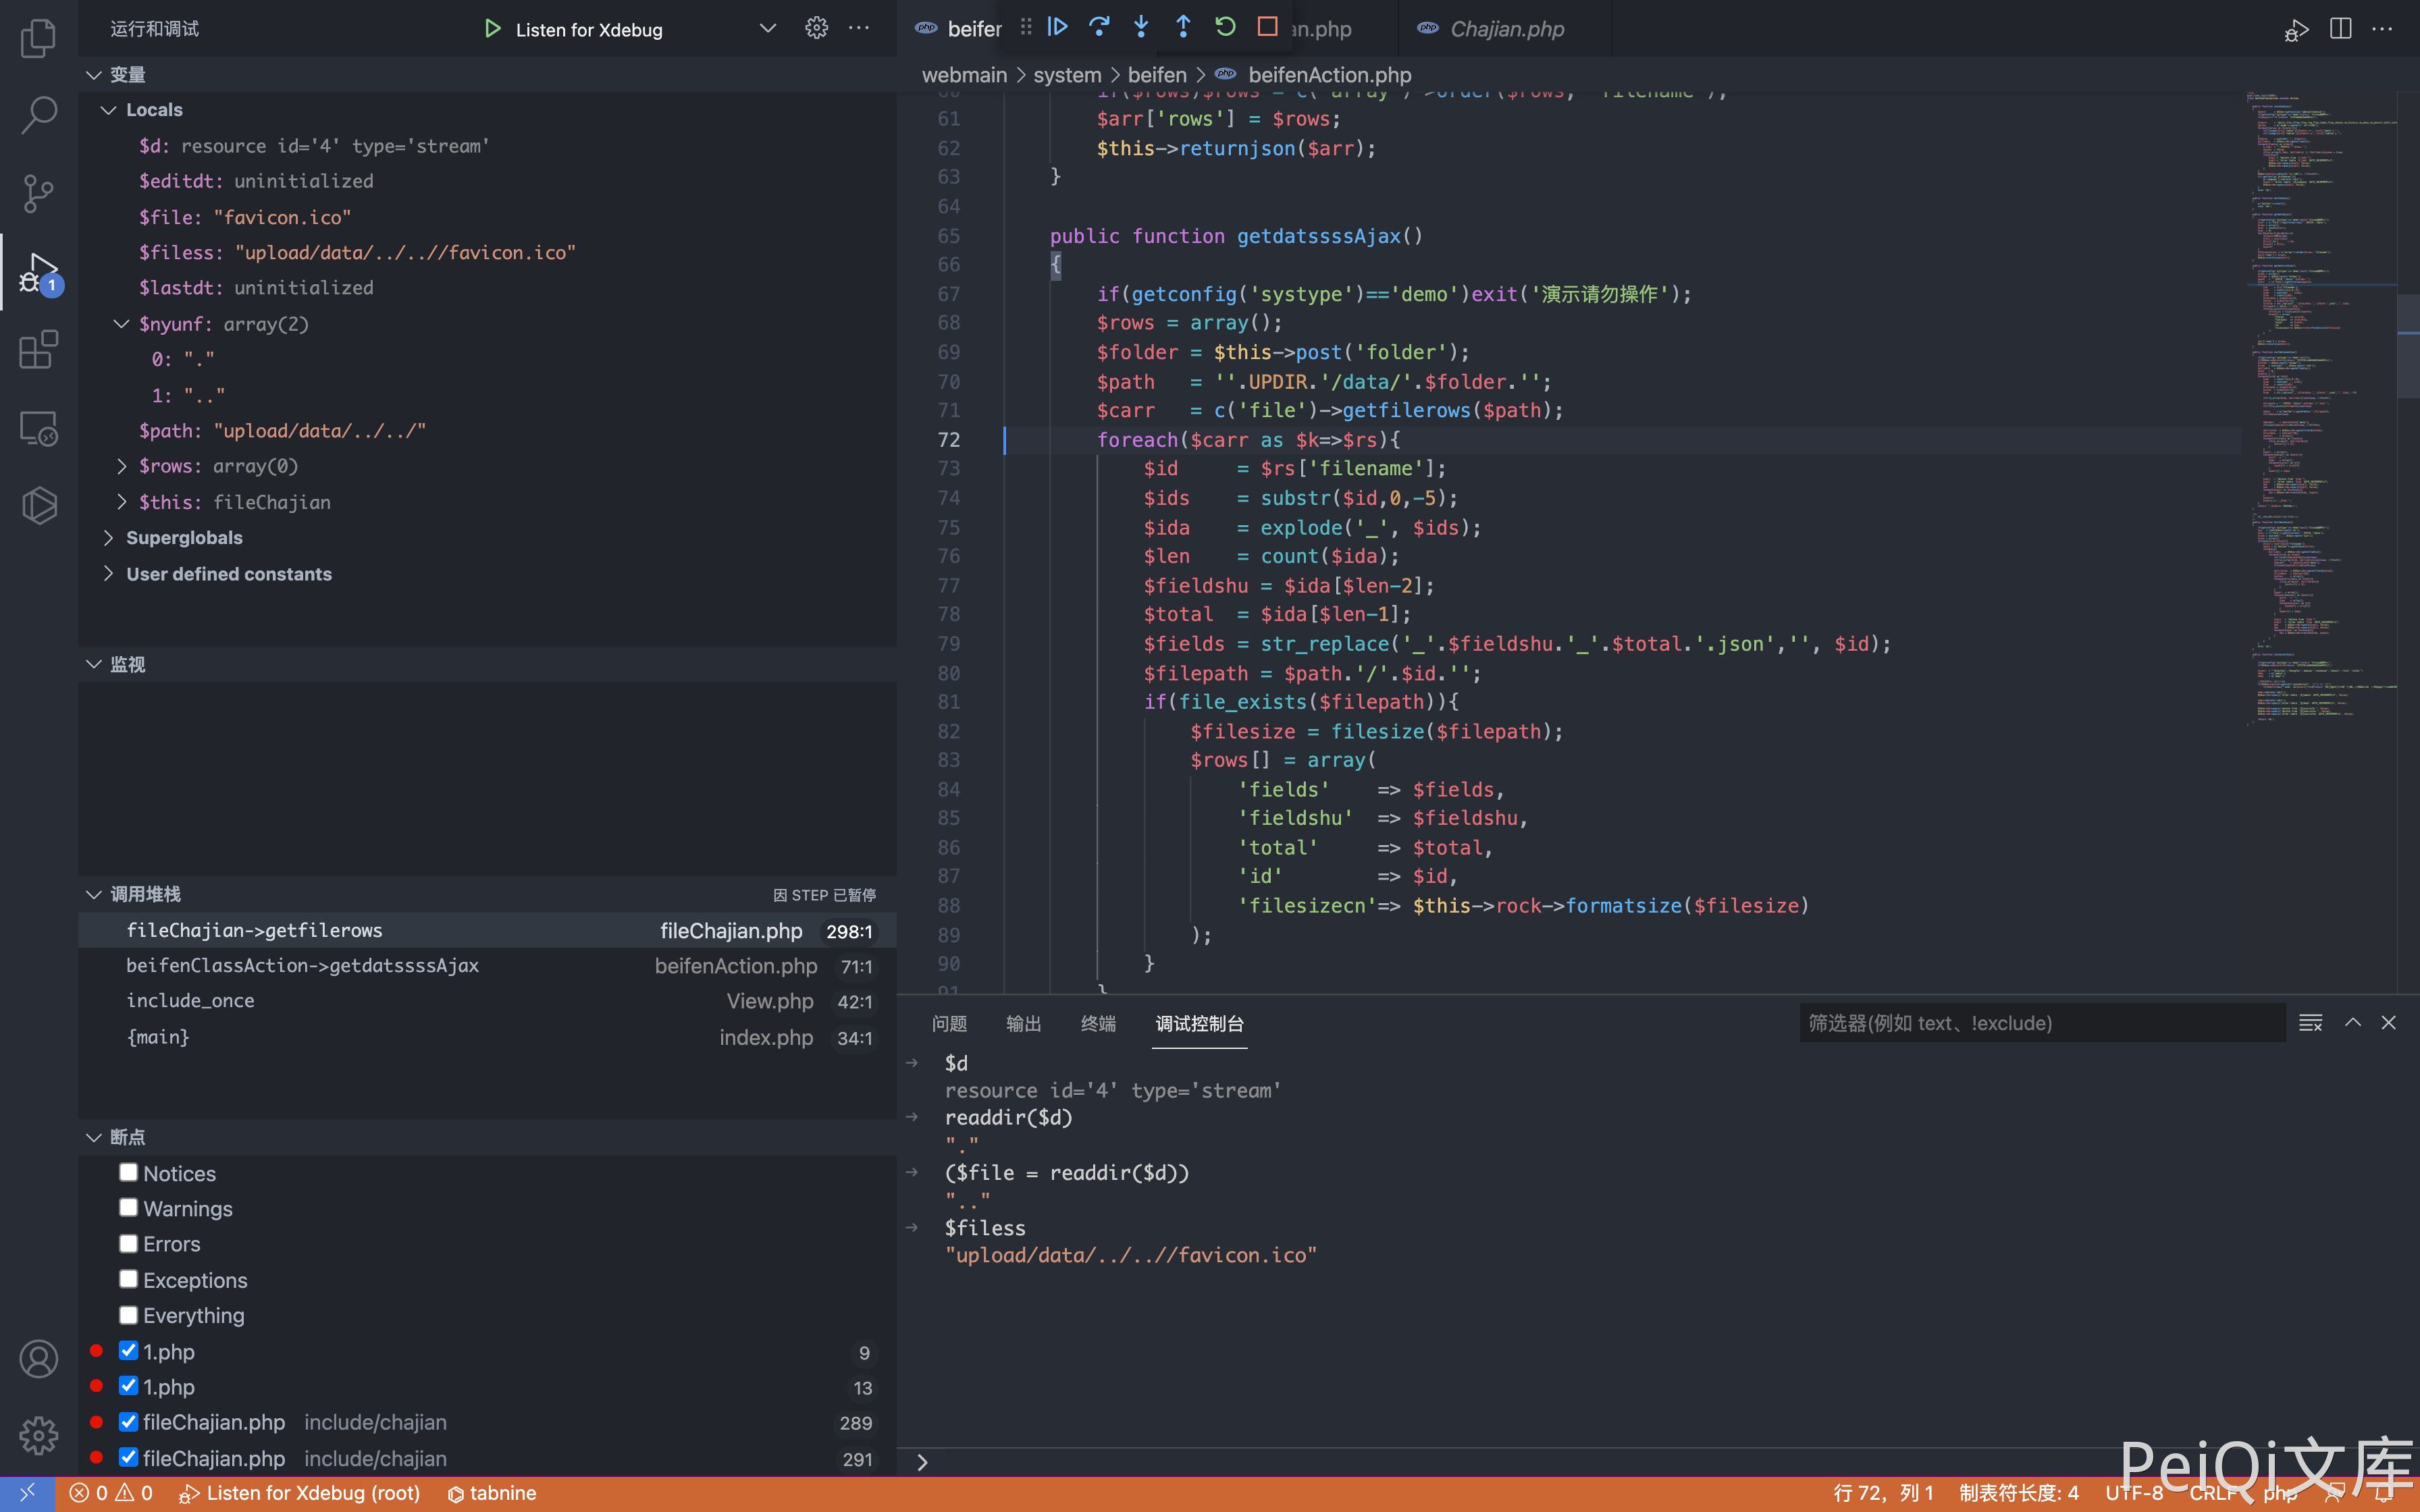 运行和调试
Listen for Xdebug
变量
Locals
$d: resource id='4' type='stream'
$editdt: uninitialized
$file: "favicon.ico"
$filess: "upload/data/../..//favicon.ico"
$lastdt: uninitialized
$nyunf: array(2)
0: "."
1: ".."
$path: "upload/data/../../"
$rows: array(0)
$this: fileChajian
Superglobals
User defined constants
监视
调用堆栈
因 STEP 已暂停
fileChajian->getfilerows fileChajian.php 298:1
beifenClassAction->getdatssssAjax beifenAction.php 71:1
include_once View.php 42:1
{main} index.php 34:1
断点
Notices
Warnings
Errors
Exceptions
Everything
1.php 9
1.php 13
fileChajian.php include/chajian 289
fileChajian.php include/chajian 291
1
beifen
an.php
Chajian.php
webmain > system > beifen > beifenAction.php
60 if($rows)$rows = c('array')->order($rows, 'filename');
61 $arr['rows'] = $rows;
62 $this->returnjson($arr);
63 }
64
65 public function getdatssssAjax()
66 {
67 if(getconfig('systype')=='demo')exit('演示请勿操作');
68 $rows = array();
69 $folder = $this->post('folder');
70 $path = ''.UPDIR.'/data/'.$folder.'';
71 $carr = c('file')->getfilerows($path);
72 foreach($carr as $k=>$rs){
73 $id = $rs['filename'];
74 $ids = substr($id,0,-5);
75 $ida = explode('_', $ids);
76 $len = count($ida);
77 $fieldshu = $ida[$len-2];
78 $total = $ida[$len-1];
79 $fields = str_replace('_'.$fieldshu.'_'.$total.'.json','', $id);
80 $filepath = $path.'/'.$id.'';
81 if(file_exists($filepath)){
82 $filesize = filesize($filepath);
83 $rows[] = array(
84 'fields' => $fields,
85 'fieldshu' => $fieldshu,
86 'total' => $total,
87 'id' => $id,
88 'filesizecn'=> $this->rock->formatsize($filesize)
89 );
90 }
91 }
问题 输出 终端 调试控制台
筛选器(例如 text、!exclude)
$d
resource id='4' type='stream'
readdir($d)
"."
($file = readdir($d))
".."
$filess
"upload/data/../..//favicon.ico"
PeiQi文库
0 0 Listen for Xdebug (root) tabnine
行 72，列 1 制表符长度: 4 UTF-8 CRLF php